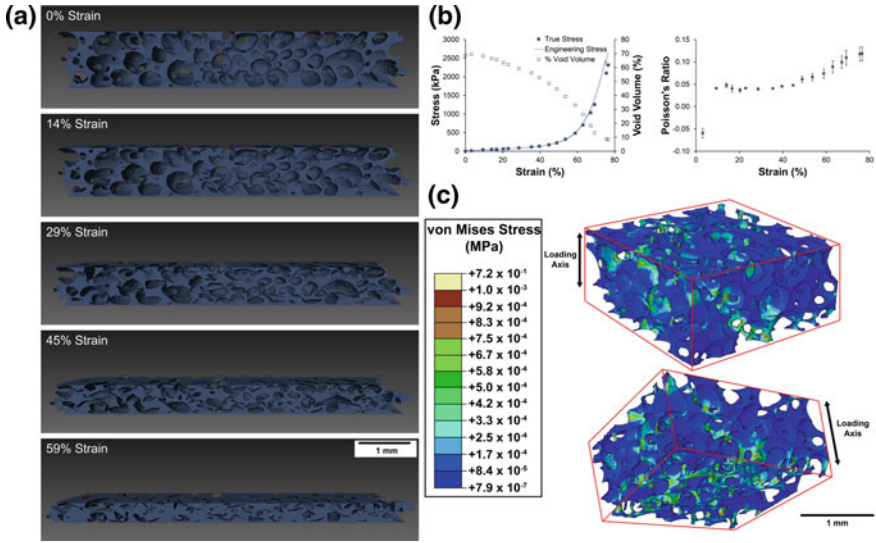 (a)
0% Strain
14% Strain
29% Strain
45% Strain
59% Strain
1 mm
(b)
True Stress
Engineering Stress
% Void Volume
3000
2500
2000
1500
1000
500
0
Stress (kPa)
80
70
60
50
40
30
20
10
0
Void Volume (%)
0 20 40 60 80
Strain (%)
0.15
0.10
0.05
0.00
-0.05
-0.10
Poisson's Ratio
0 20 40 60 80
Strain (%)
(c)
von Mises Stress
(MPa)
+7.2 x 10⁻¹
+1.0 x 10⁻³
+9.2 x 10⁻⁴
+8.3 x 10⁻⁴
+7.5 x 10⁻⁴
+6.7 x 10⁻⁴
+5.8 x 10⁻⁴
+5.0 x 10⁻⁴
+4.2 x 10⁻⁴
+3.3 x 10⁻⁴
+2.5 x 10⁻⁴
+1.7 x 10⁻⁴
+8.4 x 10⁻⁵
+7.9 x 10⁻⁷
Loading
Axis
Loading
Axis
1 mm